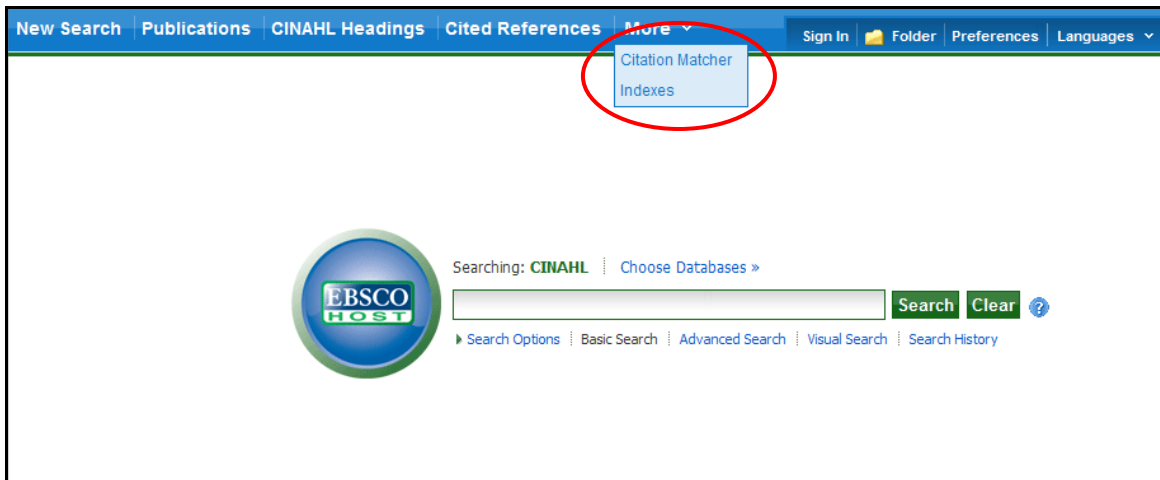 New Search Publications CINAHL Headings Cited References More Sign In Folder Preferences Languages
Citation Matcher
Indexes
EBSCO
HOST
Searching: CINAHL Choose Databases »
Search Clear ?
Search Options Basic Search Advanced Search Visual Search Search History